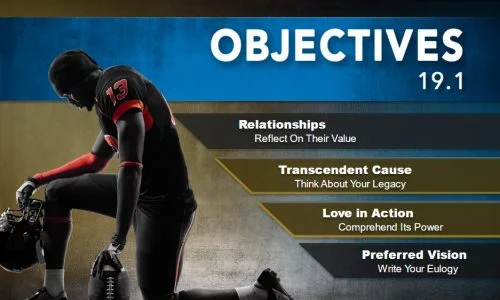 OBJECTIVES
19.1
13
Relationships
Reflect On Their Value
Transcendent Cause
Think About Your Legacy
Love in Action
Comprehend Its Power
Preferred Vision
Write Your Eulogy